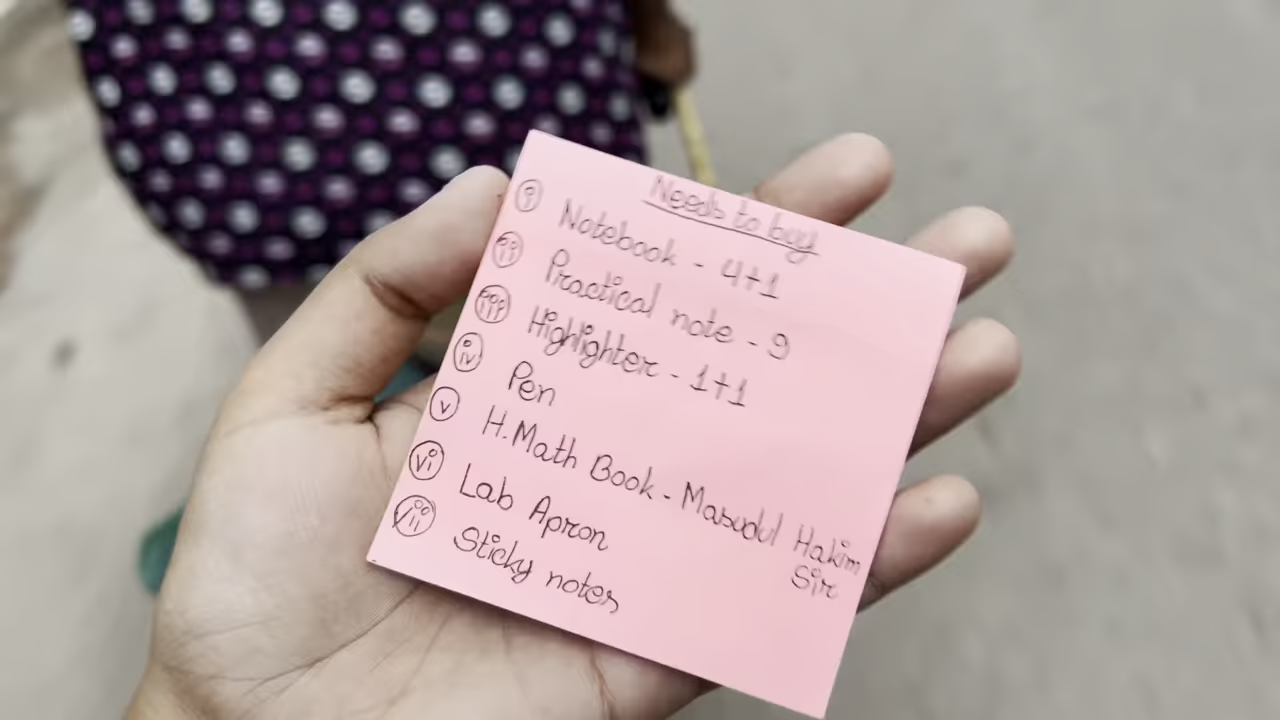 Needs to buy
i Notebook - 4+1
ii Practical note - 9
iii Highlighter - 1+1
iv Pen
v H.Math Book - Masudul Hakim
Sir
vi Lab Apron
vii Sticky notes